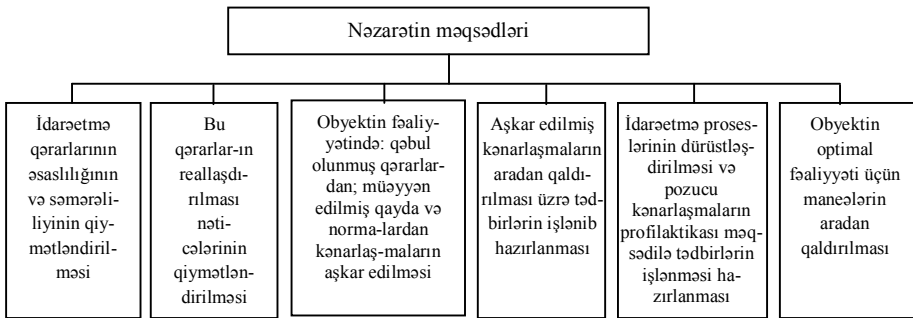 Nəzarətin məqsədləri
İdarəetmə
qərarlarının
əsaslılığının
və səmərəli-
liyinin qiy-
mətləndiril-
məsi
Bu
qərarlar-ın
reallaşdı-
rılması
nəti-
cələrinin
qiymətlən-
dirilməsi
Obyektin fəaliy-
yətində: qəbul
olunmuş qərarlar-
dan; müəyyən
edilmiş qayda və
norma-lardan
kənarlaş-maların
aşkar edilməsi
Aşkar edilmiş
kənarlaşmaların
aradan qaldı-
rılması üzrə təd-
birlərin işlənib
hazırlanması
İdarəetmə proses-
lərinin dürüstləş-
dirilməsi və
pozucu
kənarlaşmaların
profilaktikası məq-
sədilə tədbirlərin
işlənməsi ha-
zırlanması
Obyektin
optimal
fəaliyyəti üçün
maneələrin
aradan
qaldırılması